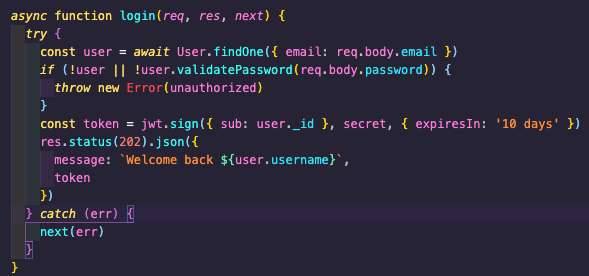 async function login(req, res, next) {
  try {
    const user = await User.findOne({ email: req.body.email })
    if (!user || !user.validatePassword(req.body.password)) {
      throw new Error(unauthorized)
    }
    const token = jwt.sign({ sub: user._id }, secret, { expiresIn: '10 days' })
    res.status(202).json({
      message: `Welcome back ${user.username}`,
      token
    })
  } catch (err) {
    next(err)
  }
}